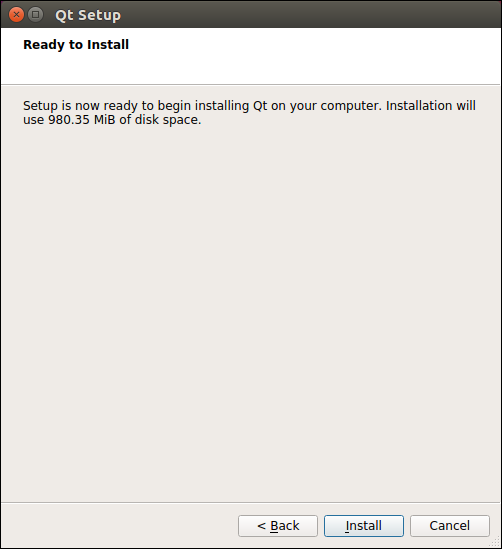 Qt Setup
Ready to Install
Setup is now ready to begin installing Qt on your computer. Installation will
use 980.35 MiB of disk space.
< Back Install Cancel